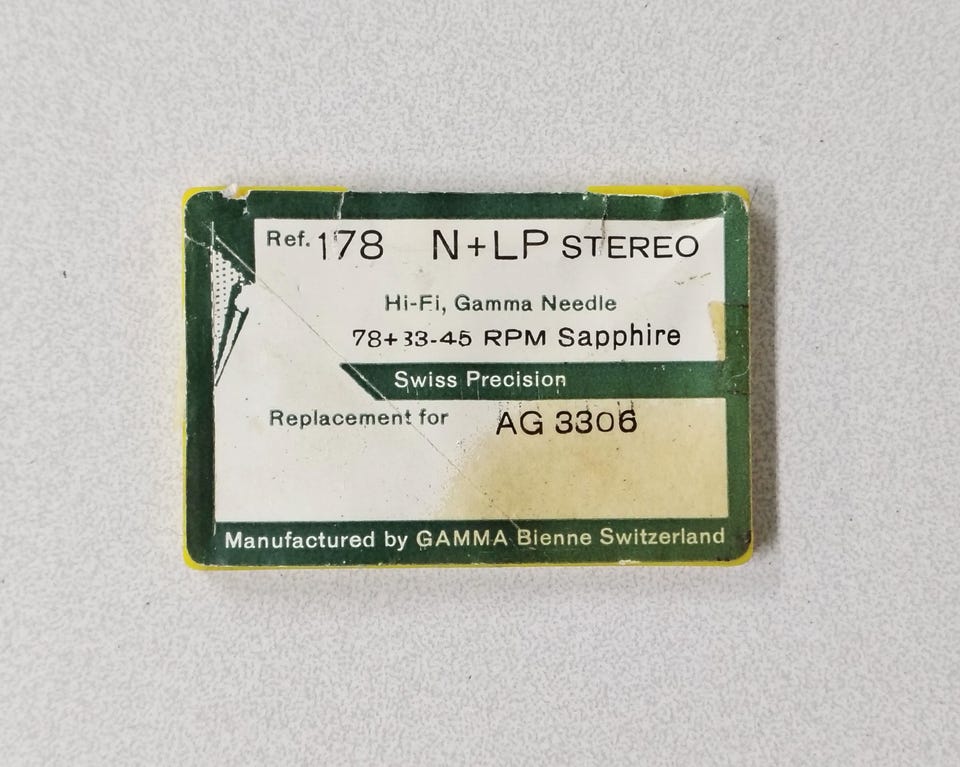 Ref. 178 N+LP STEREO
Hi-Fi, Gamma Needle
78+33-45 RPM Sapphire
Swiss Precision
Replacement for AG 3306
Manufactured by GAMMA Bienne Switzerland